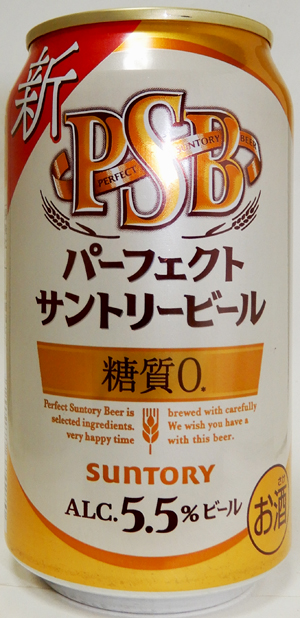 新
PSB
PERFECT SUNTORY BEER
パーフェクト
サントリービール
糖質0.
Perfect Suntory Beer is brewed with carefully
selected ingredients. We wish you have a
very happy time with this beer.
SUNTORY
ALC.5.5%ビール
さけ
お酒